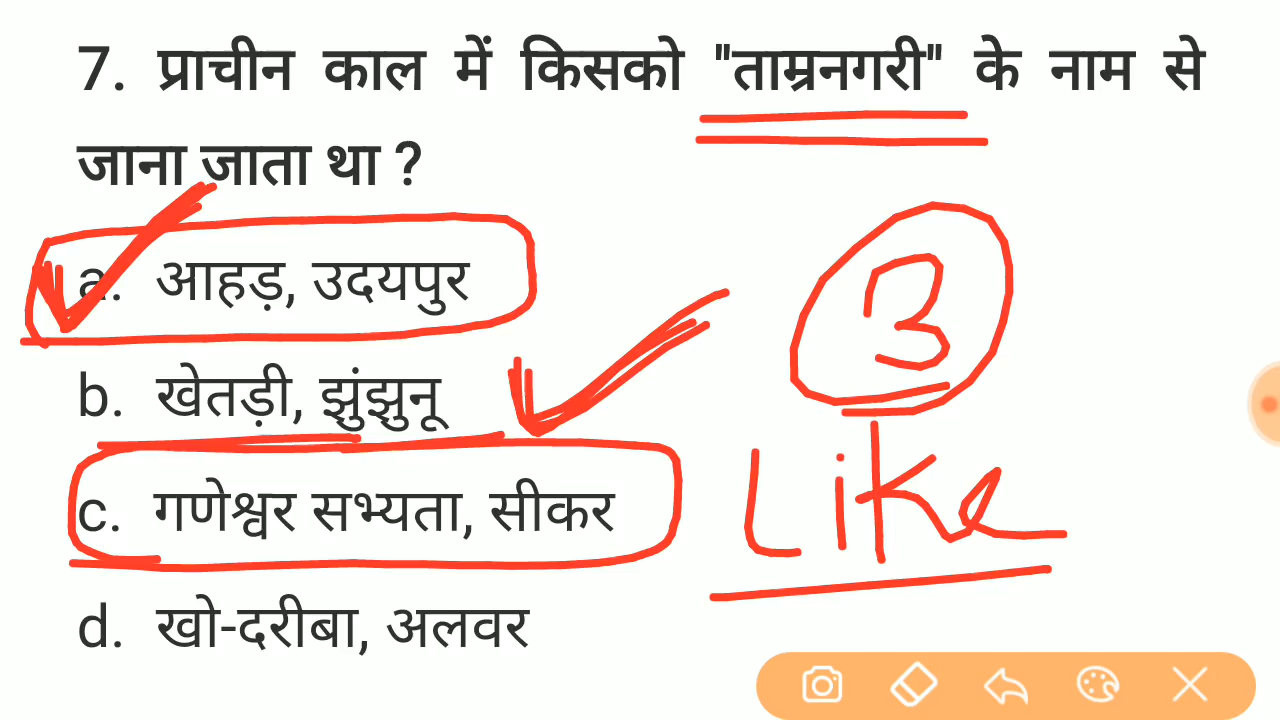 7. प्राचीन काल में किसको "ताम्रनगरी" के नाम से
जाना जाता था ?
a. आहड़, उदयपुर
b. खेतड़ी, झुंझुनू
c. गणेश्वर सभ्यता, सीकर
d. खो-दरीबा, अलवर
3
Like